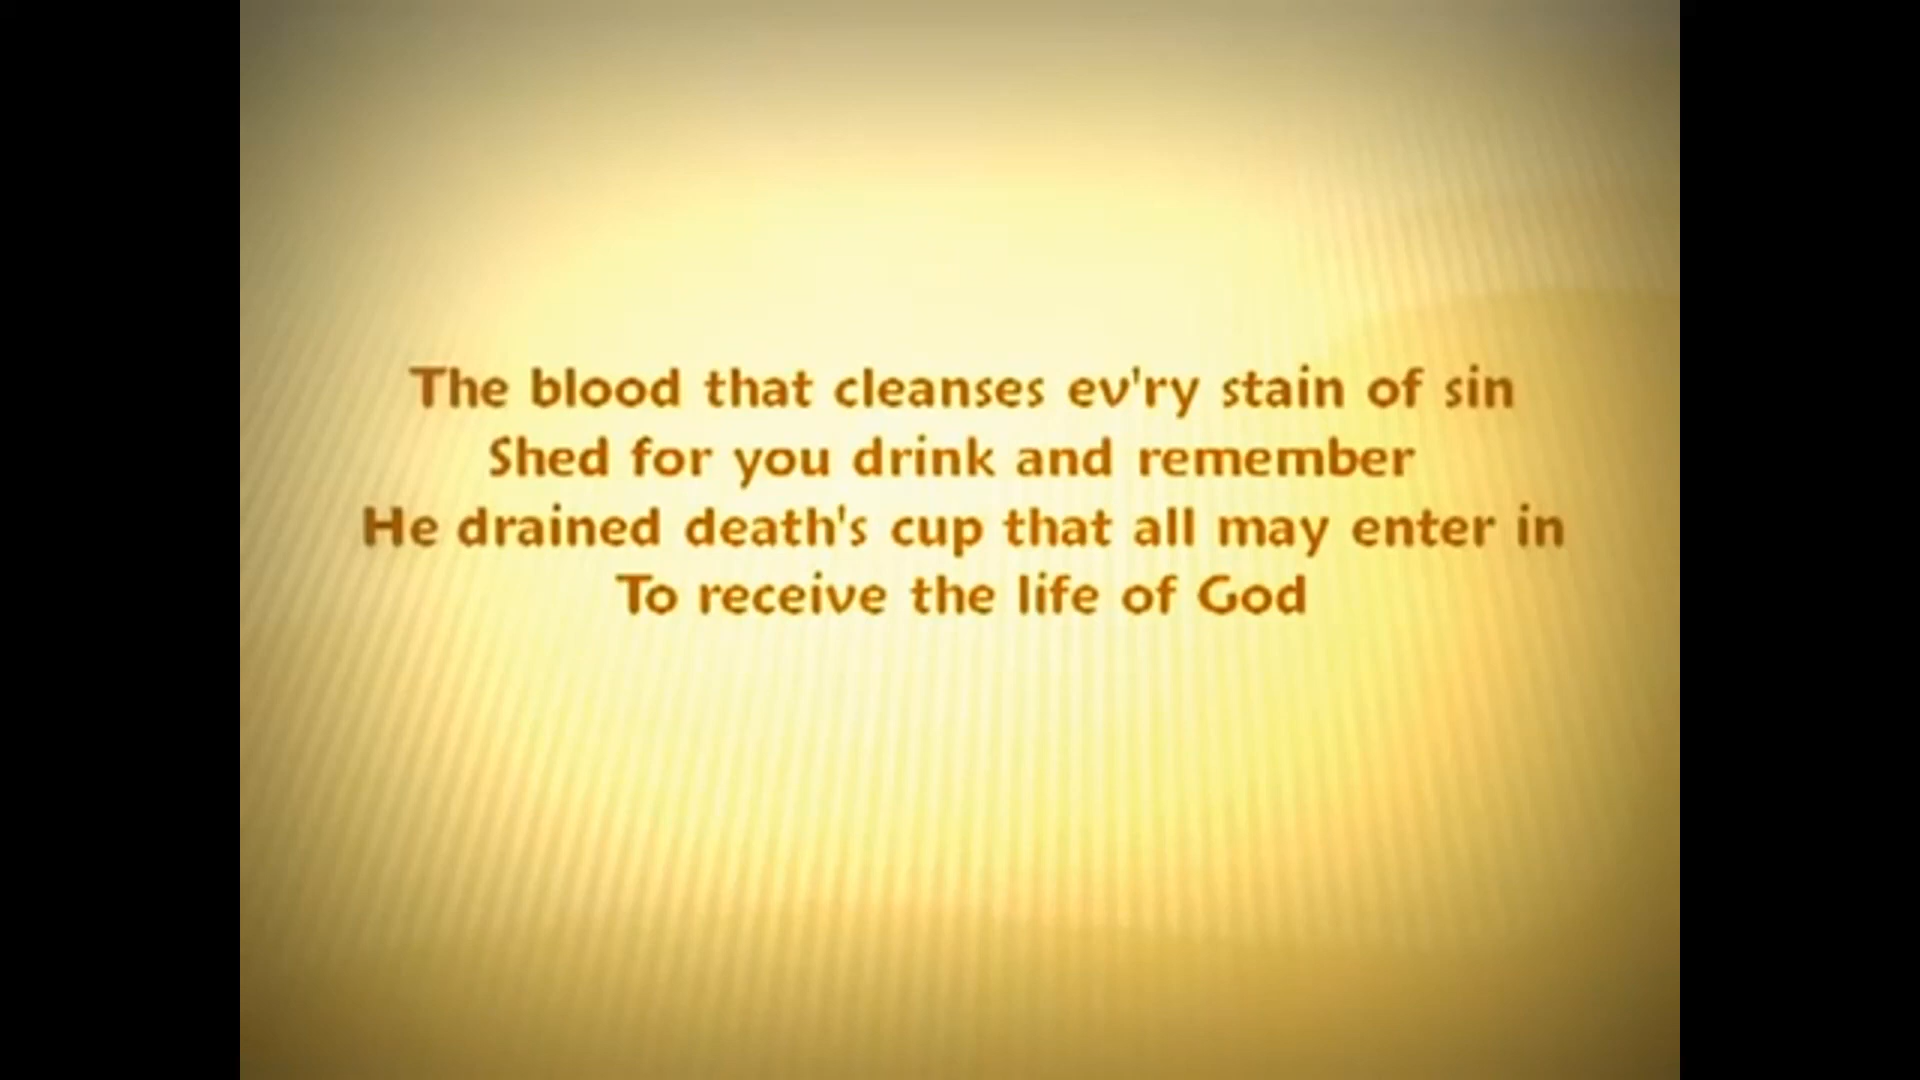 The blood that cleanses ev'ry stain of sin
Shed for you drink and remember
He drained death's cup that all may enter in
To receive the life of God